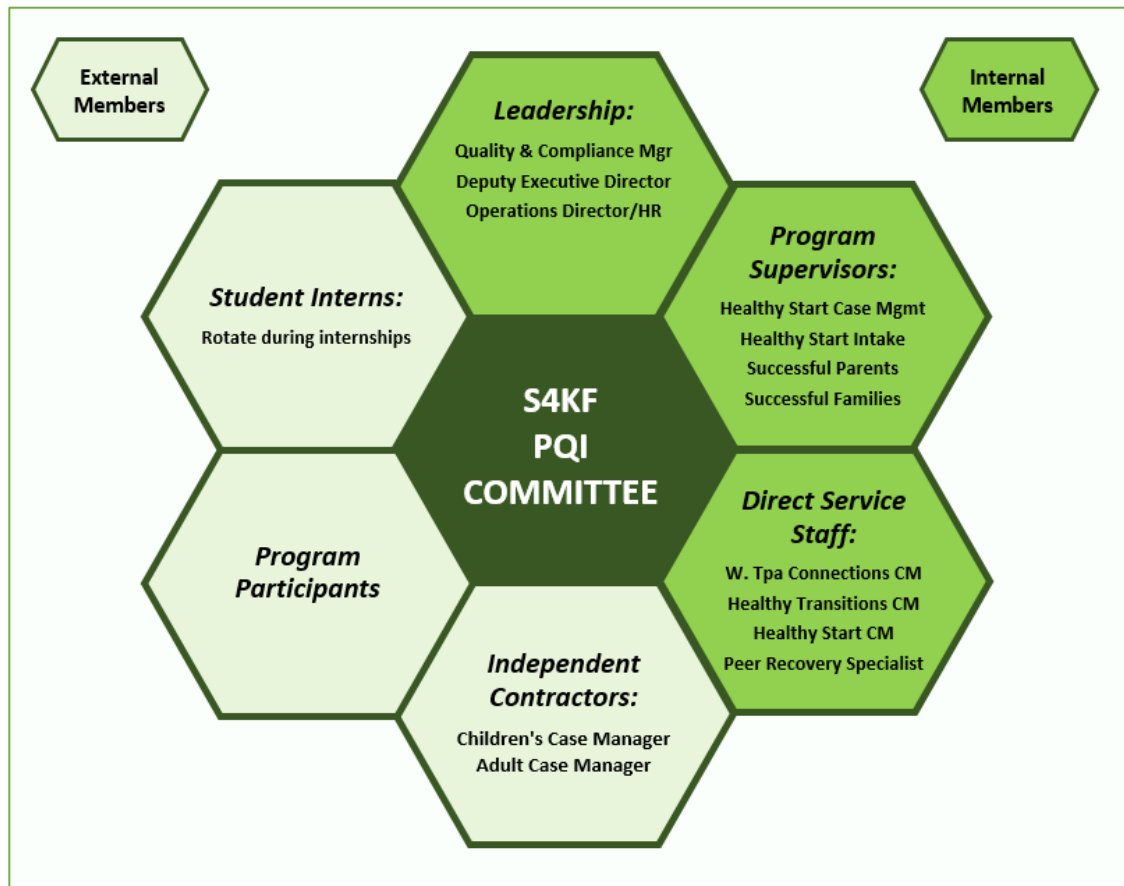 External
Members
Internal
Members
Leadership:
Quality & Compliance Mgr
Deputy Executive Director
Operations Director/HR
Program
Supervisors:
Healthy Start Case Mgmt
Healthy Start Intake
Successful Parents
Successful Families
Student Interns:
Rotate during internships
S4KF
PQI
COMMITTEE
Direct Service
Staff:
W. Tpa Connections CM
Healthy Transitions CM
Healthy Start CM
Peer Recovery Specialist
Program
Participants
Independent
Contractors:
Children's Case Manager
Adult Case Manager